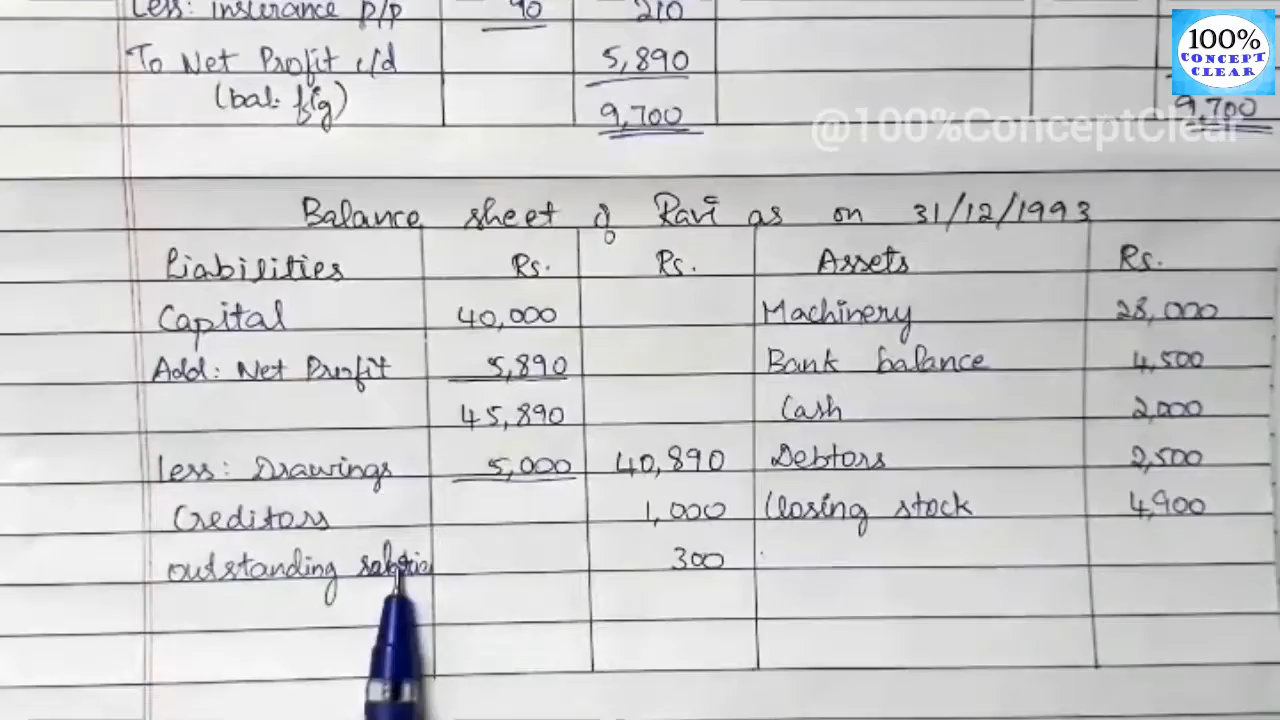 Less: Insurance P/P 90 210
To Net Profit c/d 5,890
(bal. fig)
9,700 9,700
100%
CONCEPT
CLEAR
@100%ConceptClear
Balance sheet of Ravi as on 31/12/1993
Liabilities Rs. Rs. Assets Rs.
Capital 40,000 Machinery 28,000
Add: Net Profit 5,890 Bank balance 4,500
45,890 Cash 2,000
Less: Drawings 5,000 40,890 Debtors 2,500
Creditors 1,000 Closing stock 4,900
outstanding 300